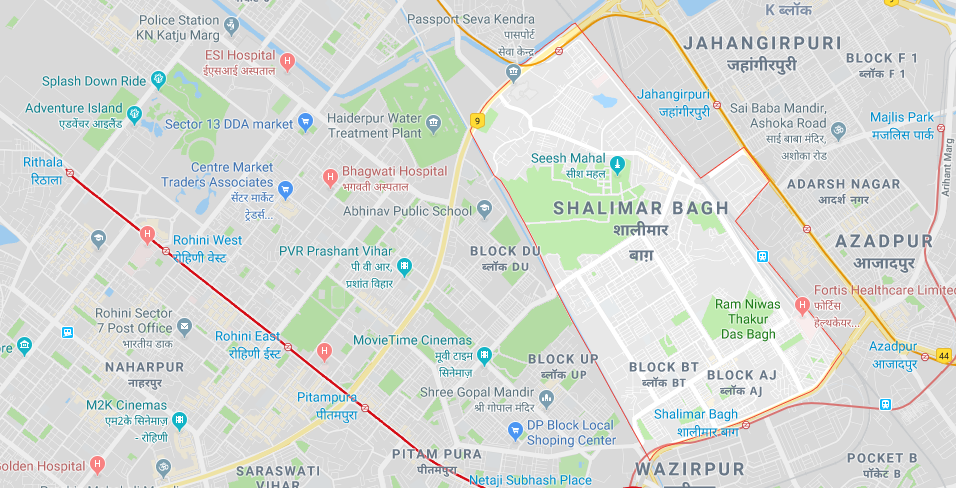 Police Station
KN Katju Marg
Passport Seva Kendra
पासपोर्ट
सेवा केन्द्र
K ब्लॉक
JAHANGIRPURI
जहांगीरपुरी
BLOCK F 1
ब्लॉक F 1
ESI Hospital
ईएसआई अस्पताल
Splash Down Ride
Adventure Island
एडवेंचर आइलैंड
Sector 13 DDA market
Haiderpur Water
Treatment Plant
9
Jahangirpuri
जहाँगीरपुरी
Sai Baba Mandir,
Ashoka Road
साई बाबा मंदिर,
अशोका रोड
Majlis Park
मजलिस पार्क
Arihant Marg
Rithala
रिठाला
Centre Market
Traders Associates
सेंटर मार्केट
ट्रेडर्स...
Bhagwati Hospital
भगवती अस्पताल
Seesh Mahal
सीश महल
ADARSH NAGAR
आदर्श नगर
Abhinav Public School
SHALIMAR BAGH
शालीमार
बाग़
Rohini West
रोहिणी वेस्ट
PVR Prashant Vihar
पी वी आर,
प्रशांत विहार
BLOCK DU
ब्लॉक DU
AZADPUR
आजादपुर
Fortis Healthcare Limited
फोर्टिस
हेल्थकेयर...
Ram Niwas
Thakur
Das Bagh
Rohini Sector
7 Post Office
भारतीय डाक
Rohini East
रोहिणी ईस्ट
MovieTime Cinemas
मूवी टाइम
सिनेमाज़
BLOCK UP
ब्लॉक UP
Azadpur
आजादपुर
44
NAHARPUR
नाहरपुर
BLOCK BT
ब्लॉक BT
BLOCK AJ
ब्लॉक AJ
M2K Cinemas
एम2के सिनेमाज़
- रोहिणी
Pitampura
पीतमपुरा
Shree Gopal Mandir
श्री गोपाल मंदिर
Shalimar Bagh
शालीमार बाग
DP Block Local
Shoping Center
Golden Hospital
PITAM PURA
पीतमपुरा
SARASWATI
VIHAR
Netaji Subhash Place
WAZIRPUR
POCKET B
पॉकेट B